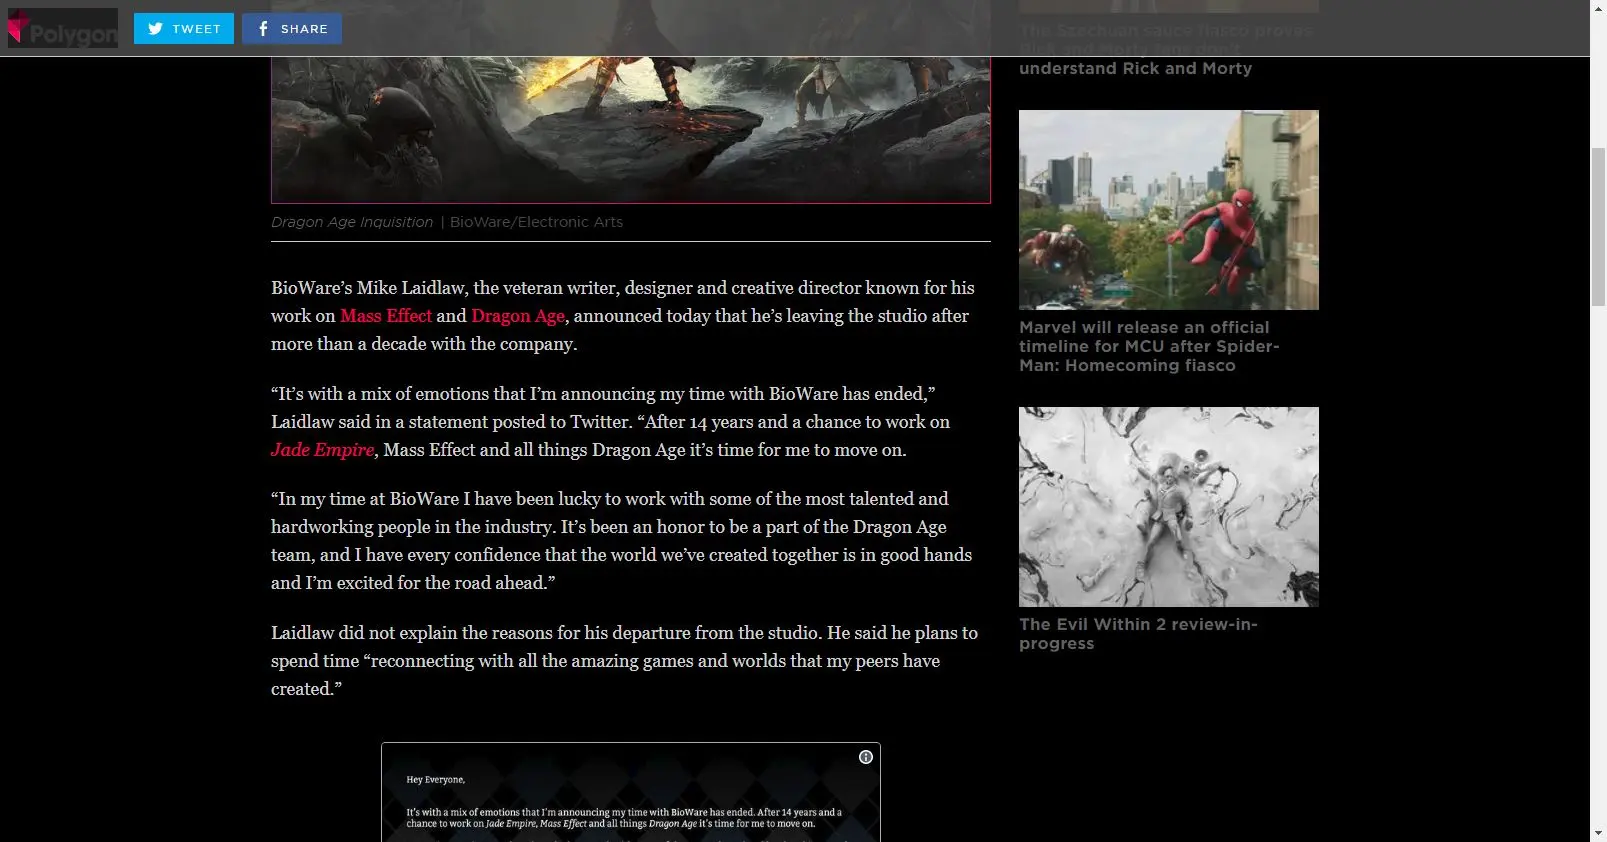 Polygon
TWEET
SHARE
The Szechuan sauce fiasco proves
Rick and Morty fans don't
understand Rick and Morty
Dragon Age Inquisition | BioWare/Electronic Arts
BioWare’s Mike Laidlaw, the veteran writer, designer and creative director known for his
work on Mass Effect and Dragon Age, announced today that he’s leaving the studio after
more than a decade with the company.
“It’s with a mix of emotions that I’m announcing my time with BioWare has ended,”
Laidlaw said in a statement posted to Twitter. “After 14 years and a chance to work on
Jade Empire, Mass Effect and all things Dragon Age it’s time for me to move on.
“In my time at BioWare I have been lucky to work with some of the most talented and
hardworking people in the industry. It’s been an honor to be a part of the Dragon Age
team, and I have every confidence that the world we’ve created together is in good hands
and I’m excited for the road ahead.”
Laidlaw did not explain the reasons for his departure from the studio. He said he plans to
spend time “reconnecting with all the amazing games and worlds that my peers have
created.”
Hey Everyone,
It's with a mix of emotions that I'm announcing my time with BioWare has ended. After 14 years and a
chance to work on Jade Empire, Mass Effect and all things Dragon Age it's time for me to move on.
Marvel will release an official
timeline for MCU after Spider-
Man: Homecoming fiasco
The Evil Within 2 review-in-
progress